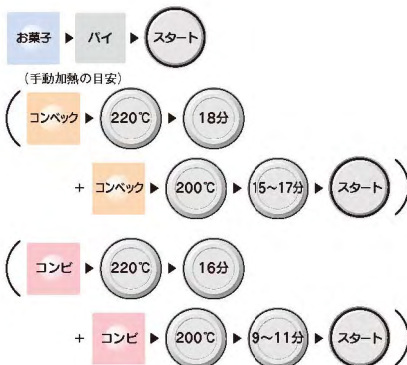 お菓子 ▶ パイ ▶ スタート
(手動加熱の目安)
( コンベック ▶ 220℃ ▶ 18分
+ コンベック ▶ 200℃ ▶ 15~17分 ▶ スタート )
( コンビ ▶ 220℃ ▶ 16分
+ コンビ ▶ 200℃ ▶ 9~11分 ▶ スタート )